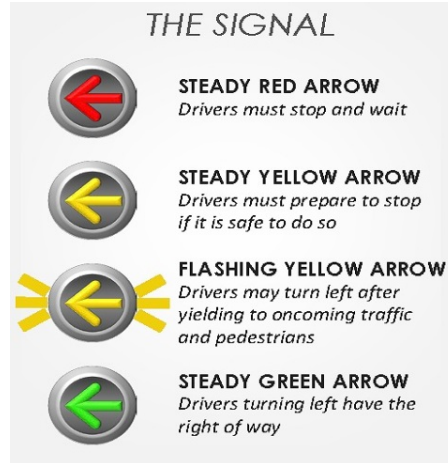 THE SIGNAL
STEADY RED ARROW
Drivers must stop and wait
STEADY YELLOW ARROW
Drivers must prepare to stop
if it is safe to do so
FLASHING YELLOW ARROW
Drivers may turn left after
yielding to oncoming traffic
and pedestrians
STEADY GREEN ARROW
Drivers turning left have the
right of way